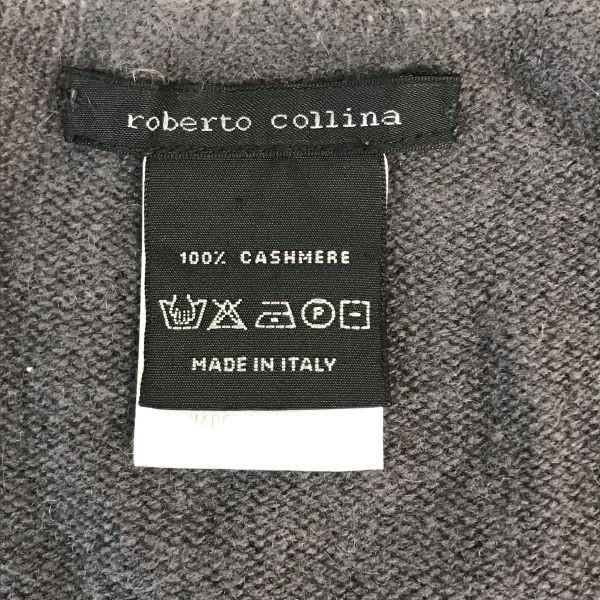 roberto collina
100% CASHMERE
P
MADE IN ITALY